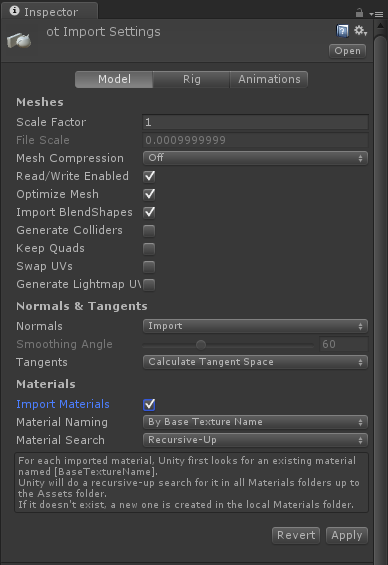 Inspector
ot Import Settings
Open
Model Rig Animations
Meshes
Scale Factor 1
File Scale 0.0009999999
Mesh Compression Off
Read/Write Enabled
Optimize Mesh
Import BlendShapes
Generate Colliders
Keep Quads
Swap UVs
Generate Lightmap UV
Normals & Tangents
Normals Import
Smoothing Angle 60
Tangents Calculate Tangent Space
Materials
Import Materials
Material Naming By Base Texture Name
Material Search Recursive-Up
For each imported material, Unity first looks for an existing material
named [BaseTextureName].
Unity will do a recursive-up search for it in all Materials folders up to
the Assets folder.
If it doesn't exist, a new one is created in the local Materials folder.
Revert Apply